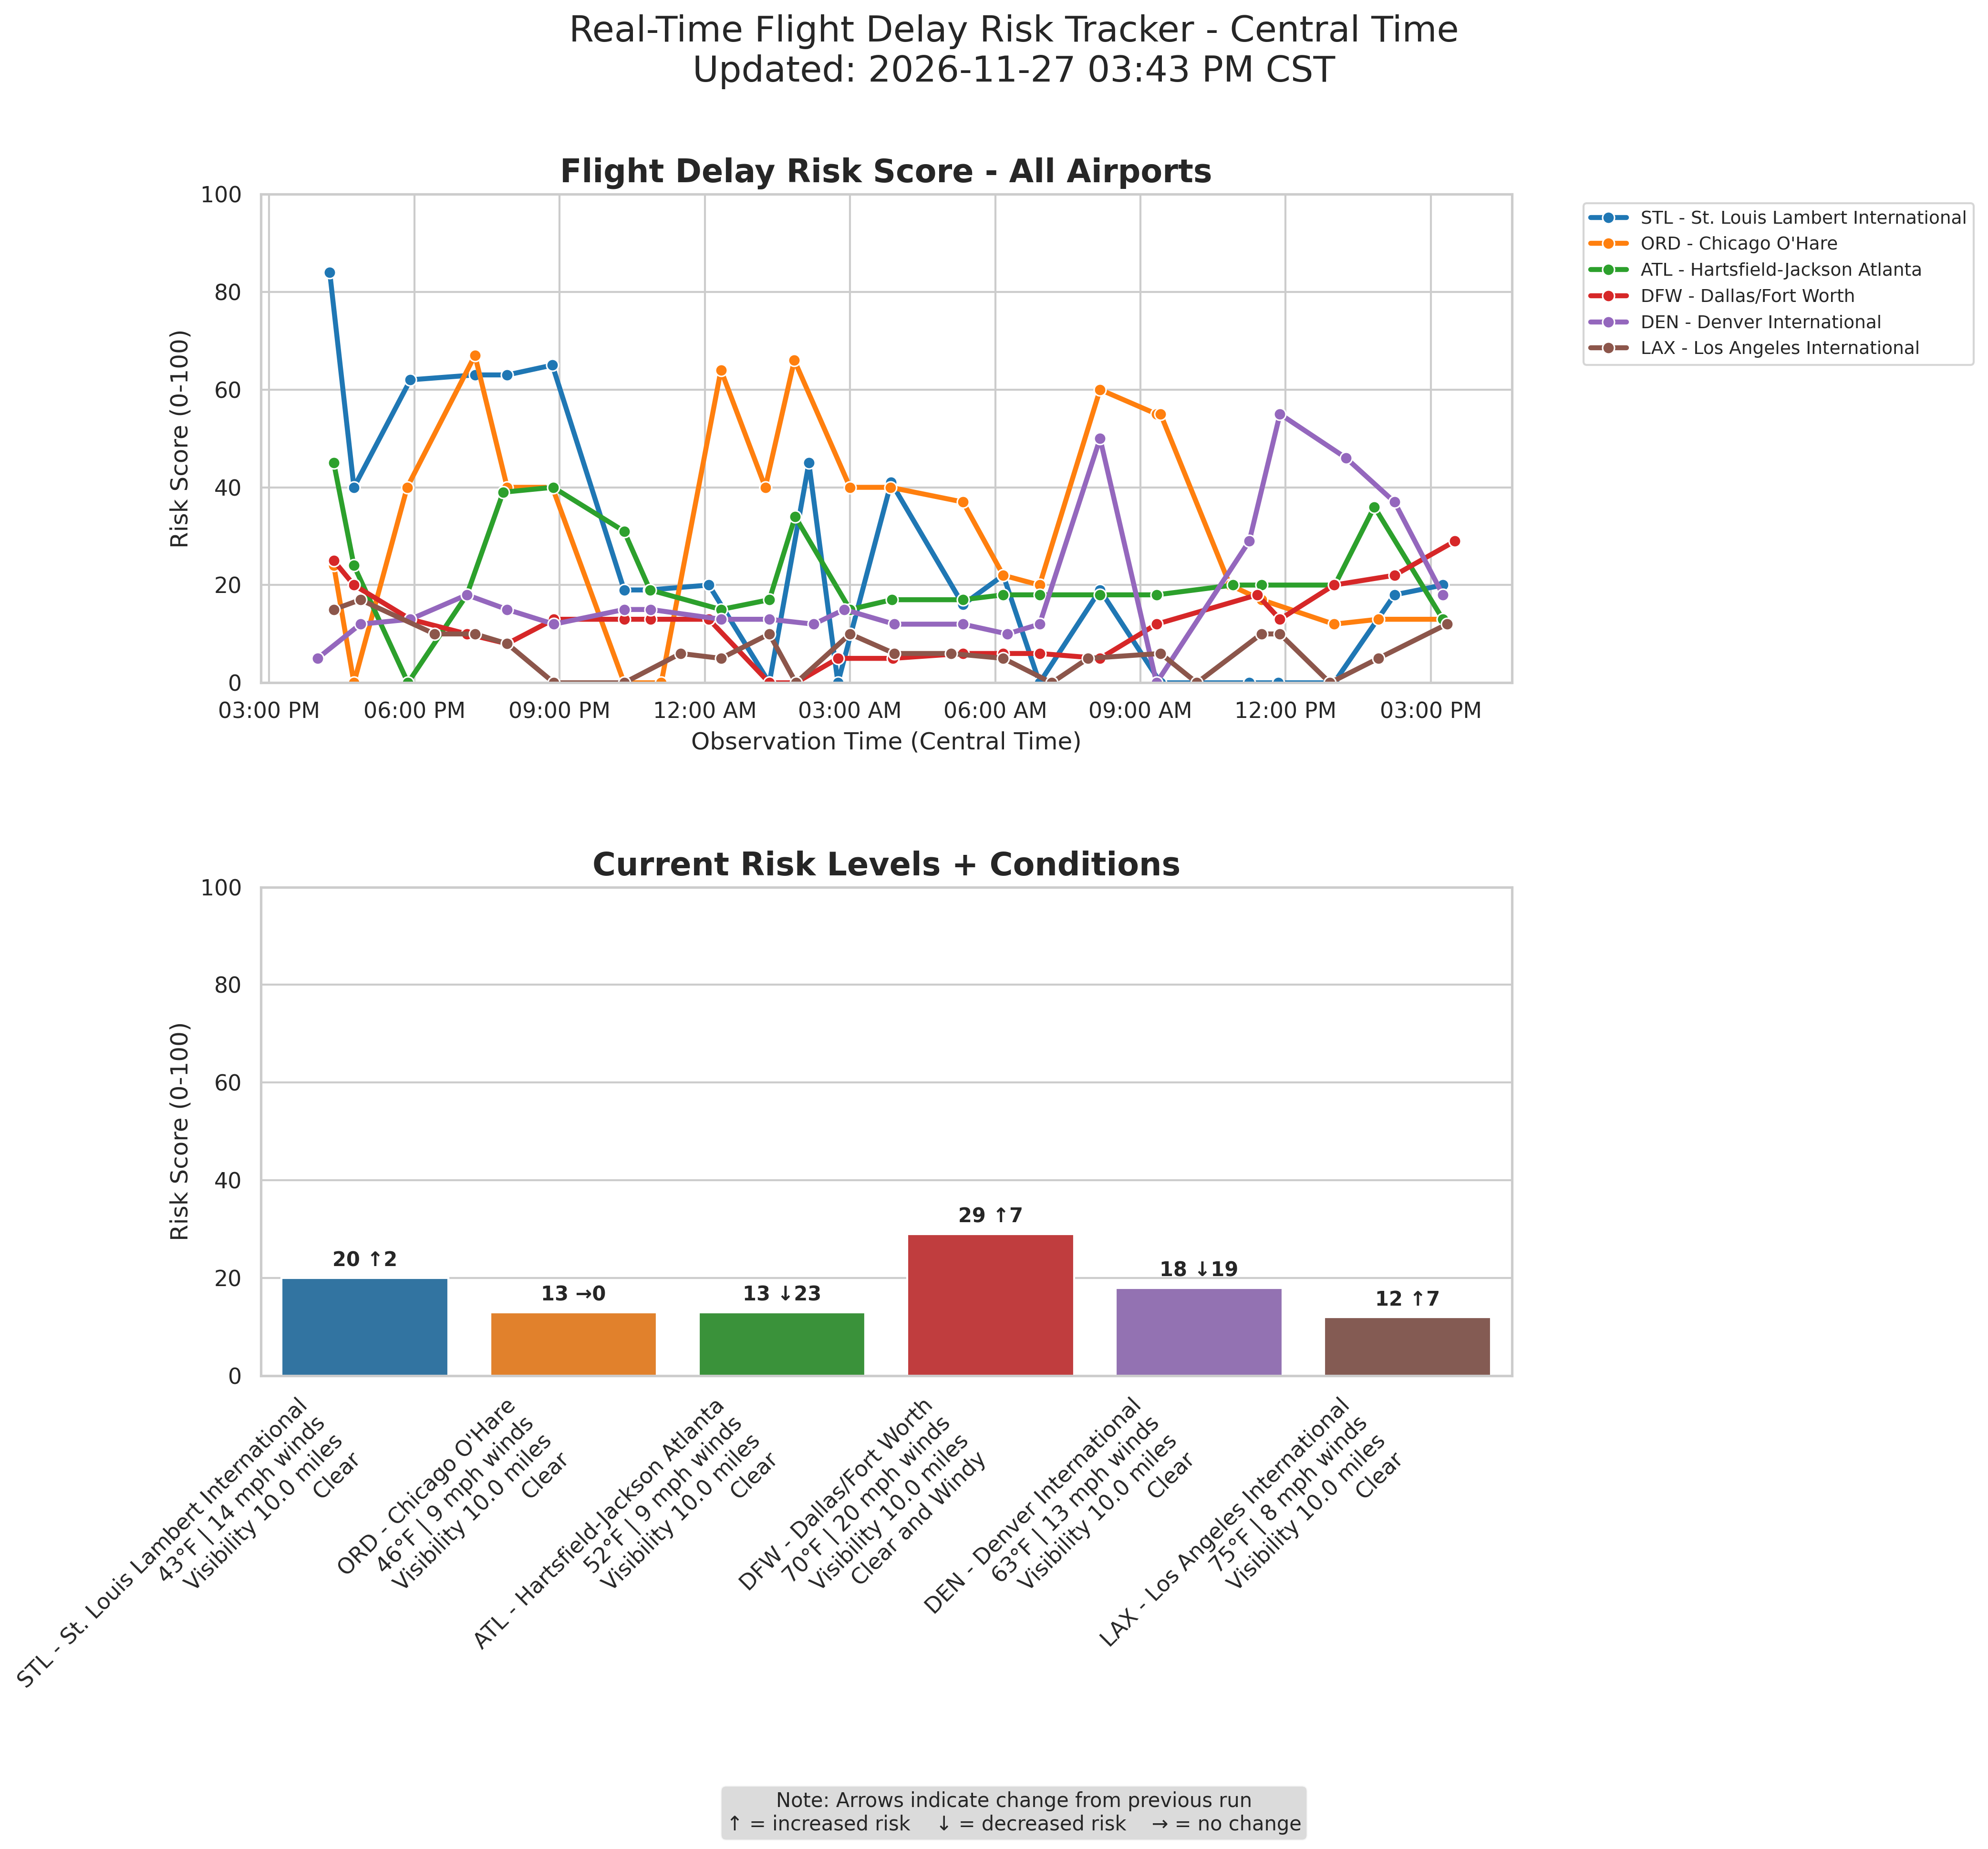 Real-Time Flight Delay Risk Tracker - Central Time
Updated: 2026-11-27 03:43 PM CST
Flight Delay Risk Score - All Airports
Risk Score (0-100)
100
80
60
40
20
0
03:00 PM
06:00 PM
09:00 PM
12:00 AM
03:00 AM
06:00 AM
09:00 AM
12:00 PM
03:00 PM
Observation Time (Central Time)
STL - St. Louis Lambert International
ORD - Chicago O'Hare
ATL - Hartsfield-Jackson Atlanta
DFW - Dallas/Fort Worth
DEN - Denver International
LAX - Los Angeles International
Current Risk Levels + Conditions
Risk Score (0-100)
100
80
60
40
20
0
20 ↑2
13 →0
13 ↓23
29 ↑7
18 ↓19
12 ↑7
STL - St. Louis Lambert International
43°F | 14 mph winds
Visibility 10.0 miles
Clear
ORD - Chicago O'Hare
46°F | 9 mph winds
Visibility 10.0 miles
Clear
ATL - Hartsfield-Jackson Atlanta
52°F | 9 mph winds
Visibility 10.0 miles
Clear
DFW - Dallas/Fort Worth
70°F | 20 mph winds
Visibility 10.0 miles
Clear and Windy
DEN - Denver International
63°F | 13 mph winds
Visibility 10.0 miles
Clear
LAX - Los Angeles International
75°F | 8 mph winds
Visibility 10.0 miles
Clear
Note: Arrows indicate change from previous run
↑ = increased risk ↓ = decreased risk → = no change